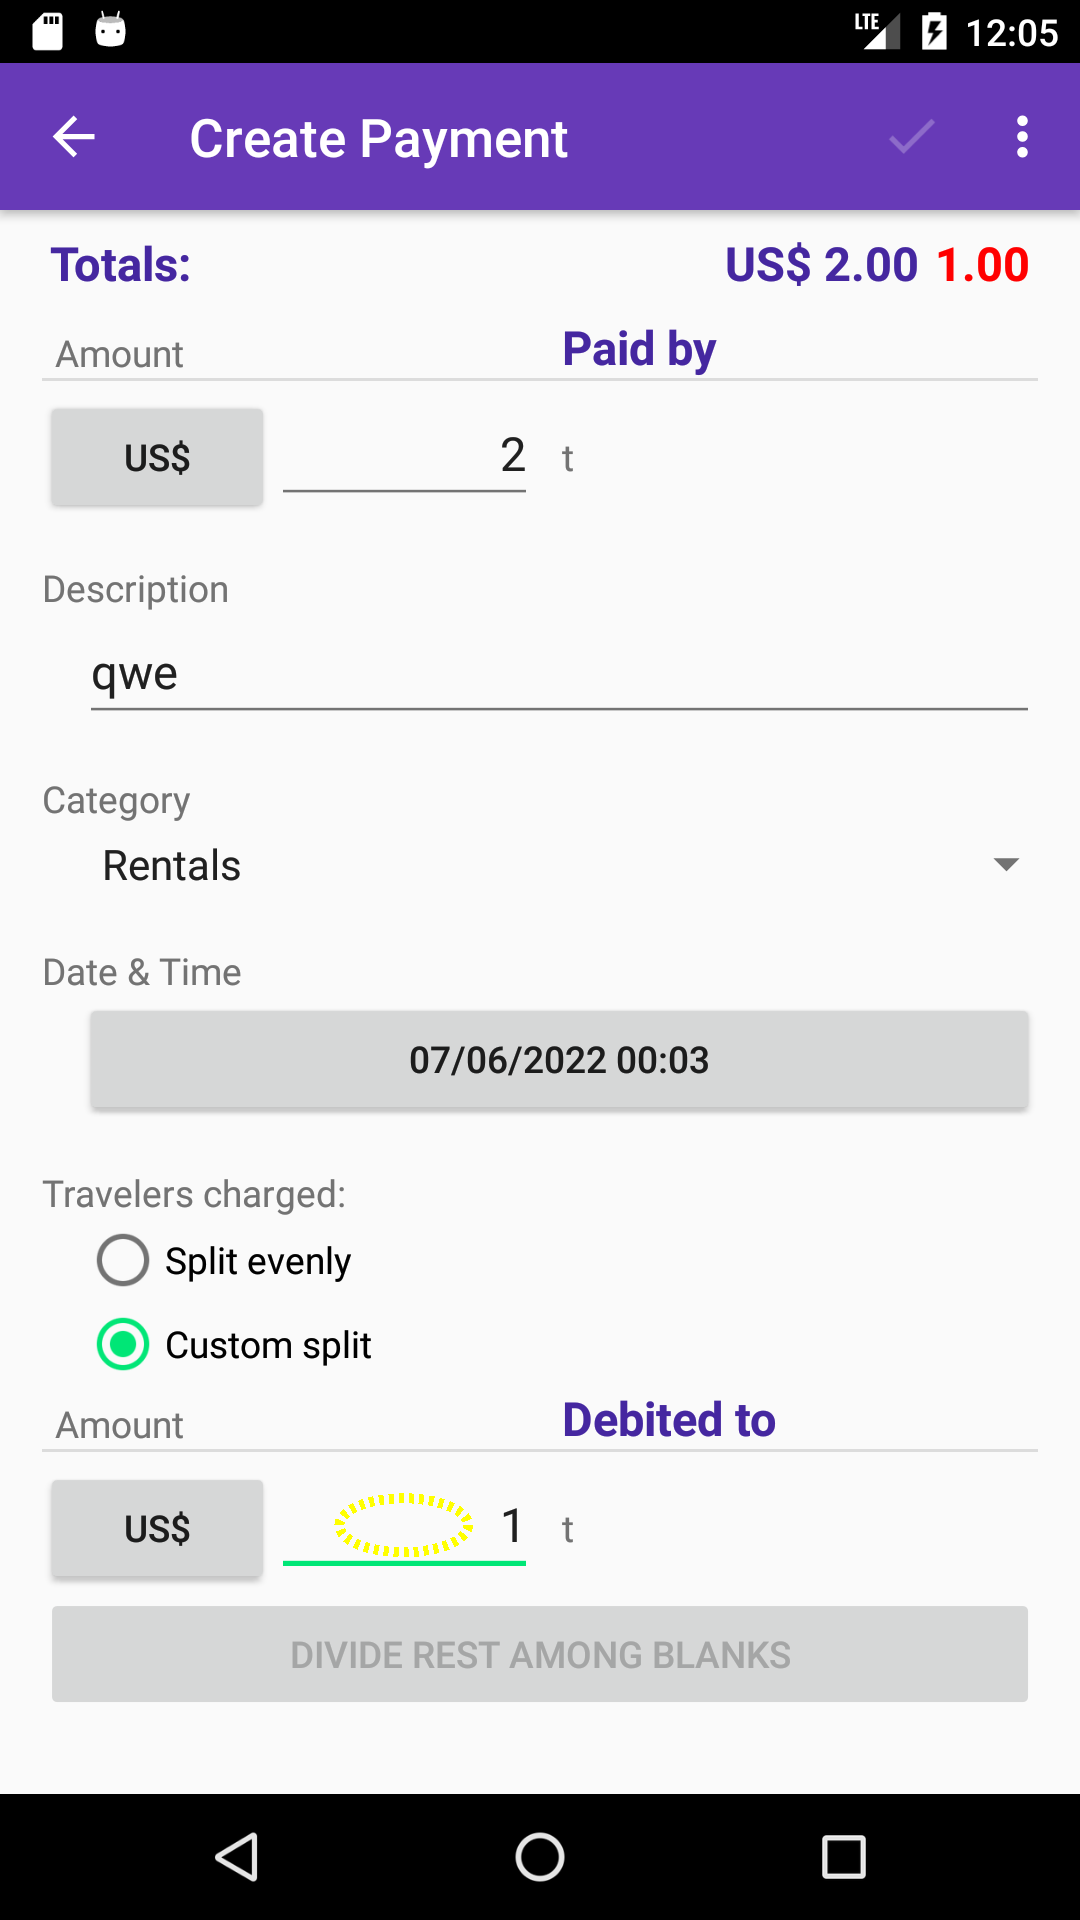 LTE 12:05
Create Payment
Totals: US$ 2.00 1.00
Amount Paid by
US$ 2 t
Description
qwe
Category
Rentals
Date & Time
07/06/2022 00:03
Travelers charged:
Split evenly
Custom split
Amount Debited to
US$ 1 t
DIVIDE REST AMONG BLANKS